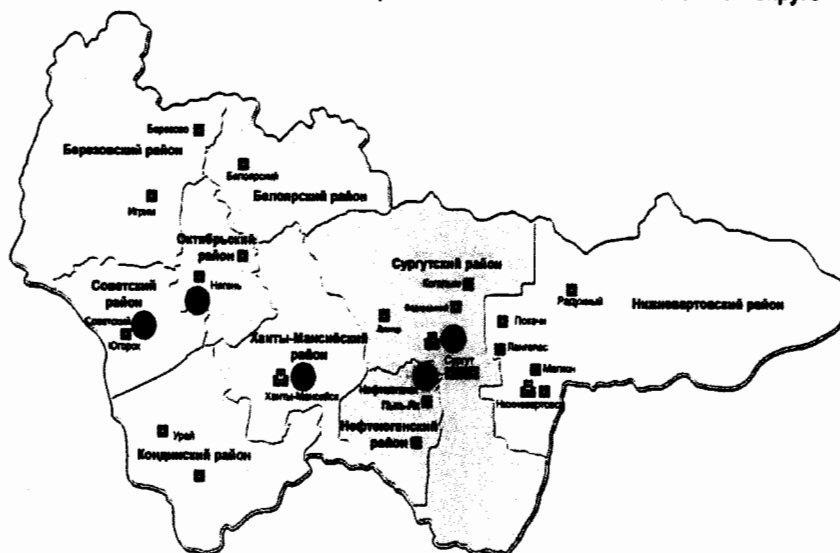 Березово
Березовский район
Белоярский
Белоярский район
Игрим
Октябрьский
район
Нягань
Советский
район
Советский
Югорск
Сургутский район
Когалым
Радужный
Нижневартовский район
Покачи
Лянтор
Ханты-Мансийский
район
Сургут
Лангепас
Мегион
Ханты-Мансийск
Нефтеюганск
Пыть-Ях
Нижневартовск
Нефтеюганский
район
Урай
Кондинский район